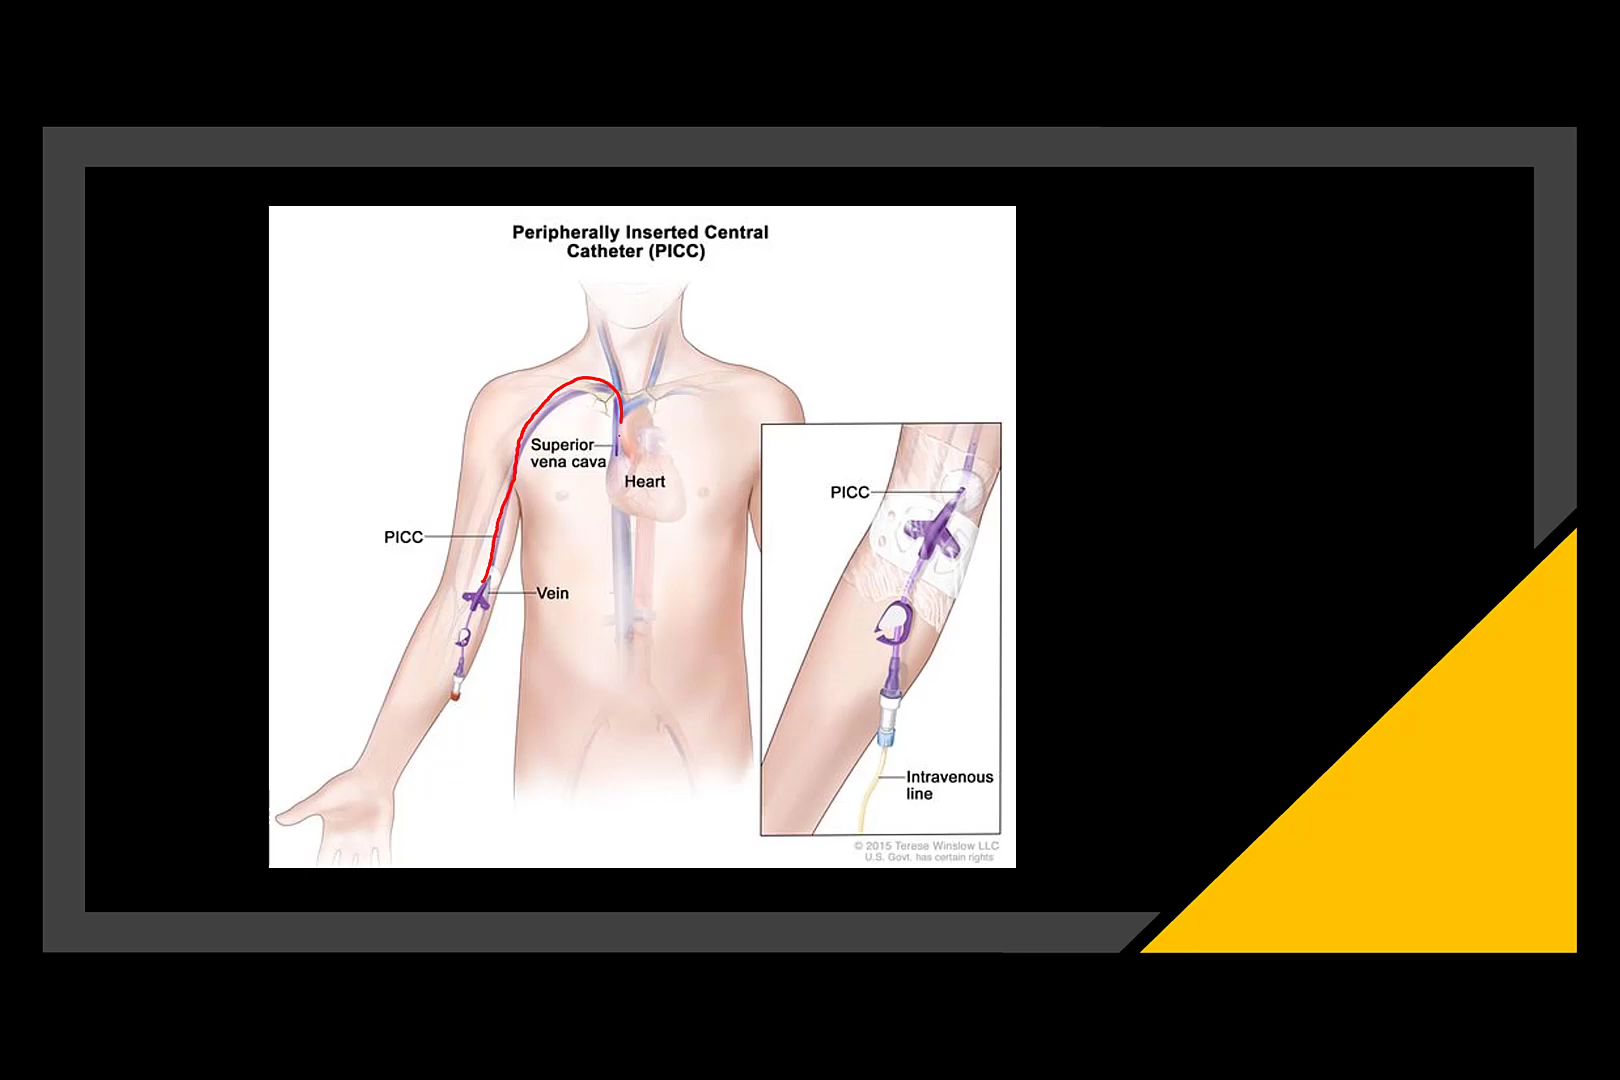 Peripherally Inserted Central
Catheter (PICC)
Superior
vena cava
Heart
PICC
Vein
PICC
Intravenous
line
© 2015 Terese Winslow LLC
U.S. Govt. has certain rights